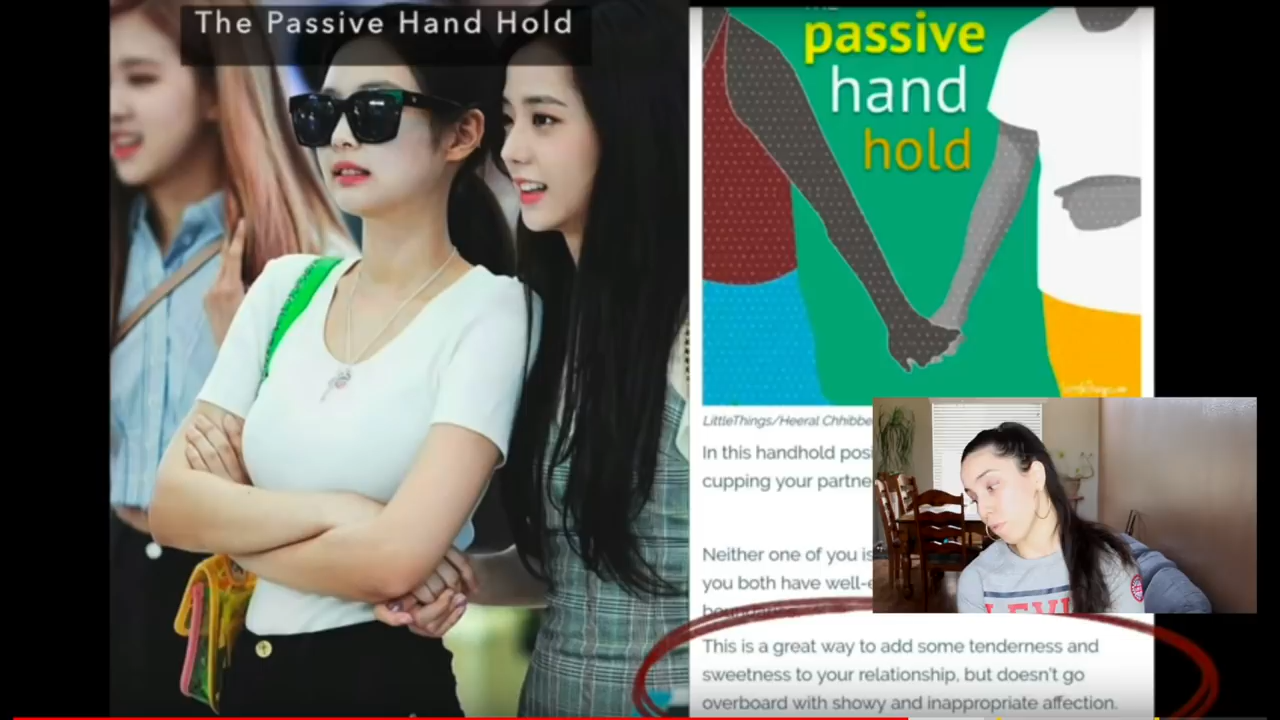 The Passive Hand Hold
passive
hand
hold
LittleThings/Heeral Chhibbe
In this handhold posi
cupping your partne
Neither one of you is
you both have well-e
This is a great way to add some tenderness and
sweetness to your relationship, but doesn't go
overboard with showy and inappropriate affection.